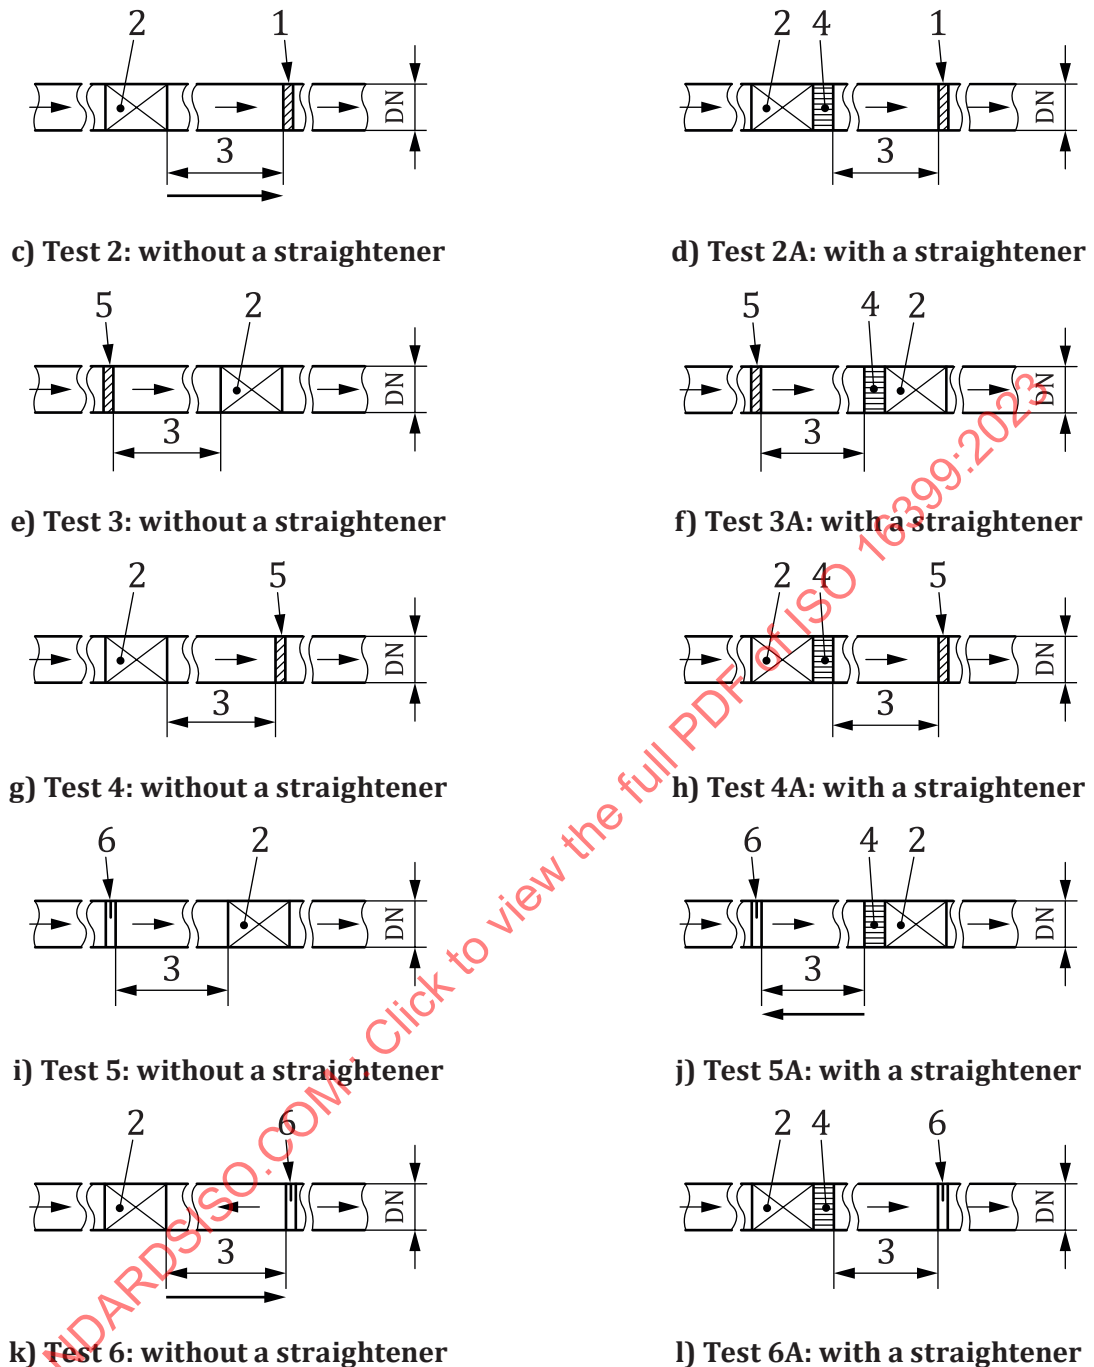 2 1
DN
3
2 4 1
DN
3
c) Test 2: without a straightener
d) Test 2A: with a straightener
5 2
DN
3
5 4 2
DN
3
e) Test 3: without a straightener
f) Test 3A: with a straightener
2 5
DN
3
2 4 5
DN
3
g) Test 4: without a straightener
h) Test 4A: with a straightener
6 2
DN
3
6 4 2
DN
3
i) Test 5: without a straightener
j) Test 5A: with a straightener
2 6
DN
3
2 4 6
DN
3
k) Test 6: without a straightener
l) Test 6A: with a straightener
NDARDSISO.COM : Click to view the full PDF of ISO 16399:2023